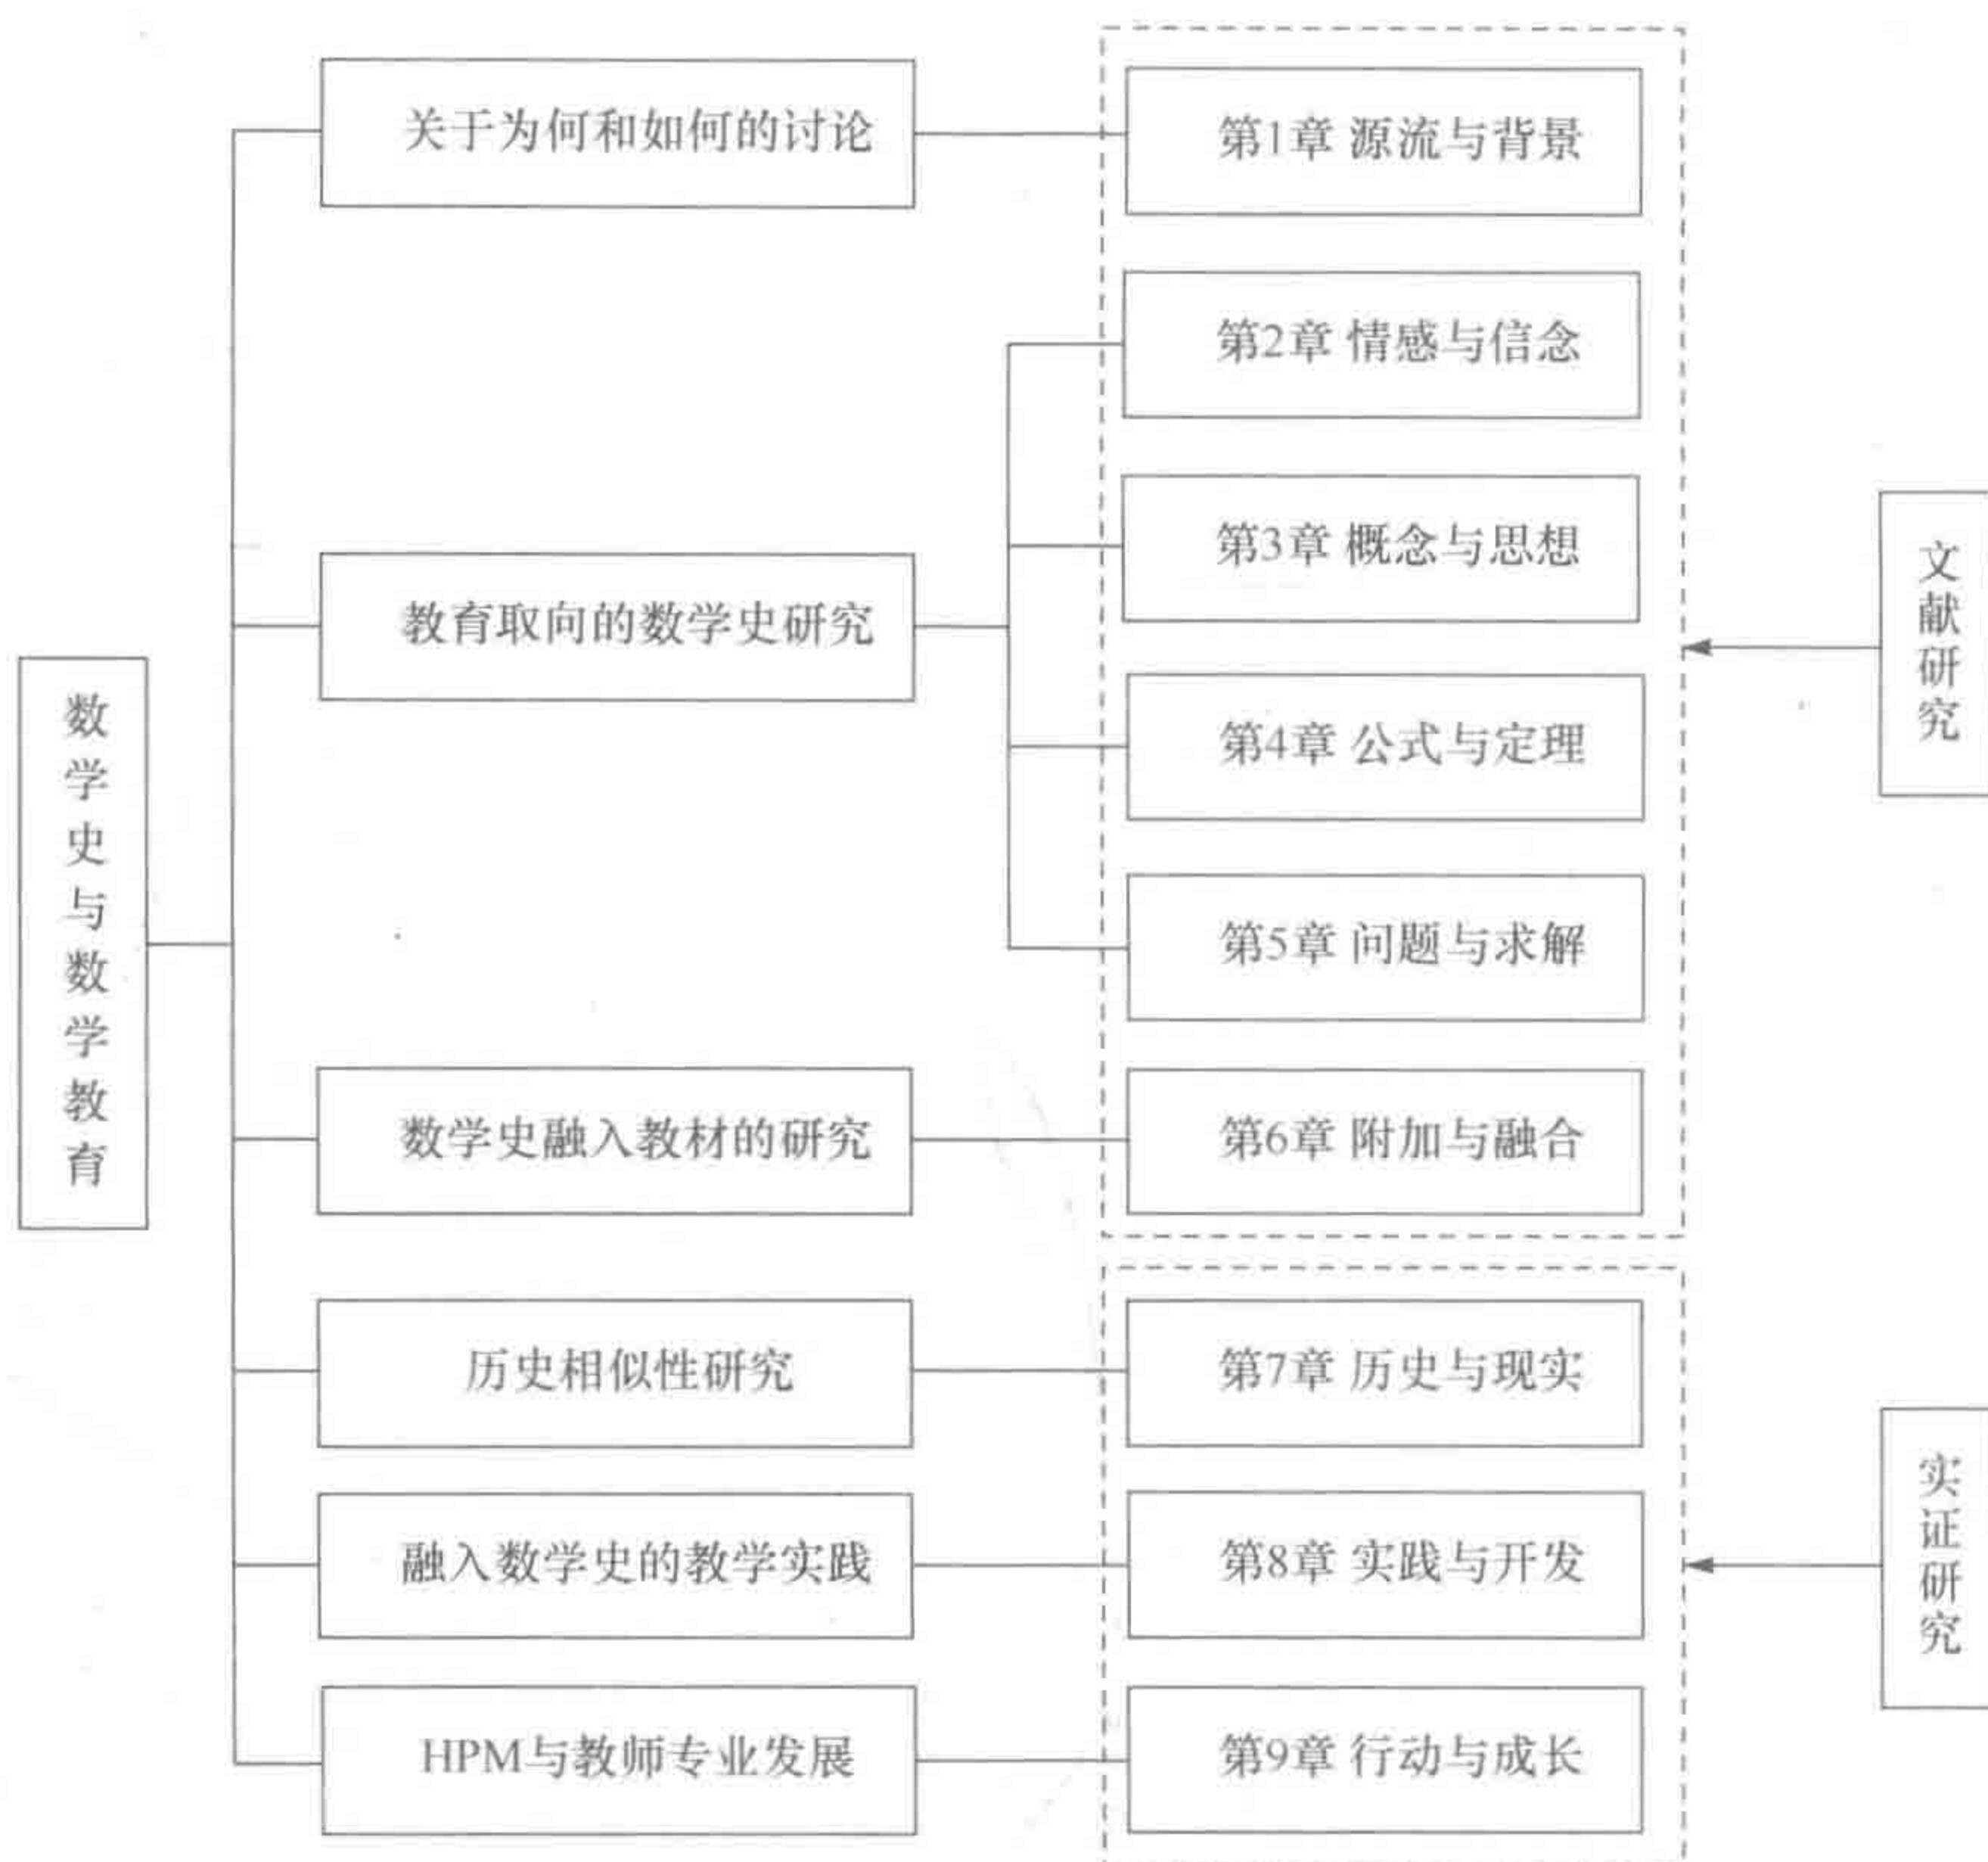 数学史与数学教育
关于为何和如何的讨论
教育取向的数学史研究
数学史融入教材的研究
历史相似性研究
融入数学史的教学实践
HPM与教师专业发展
第1章 源流与背景
第2章 情感与信念
第3章 概念与思想
第4章 公式与定理
第5章 问题与求解
第6章 附加与融合
第7章 历史与现实
第8章 实践与开发
第9章 行动与成长
文献研究
实证研究